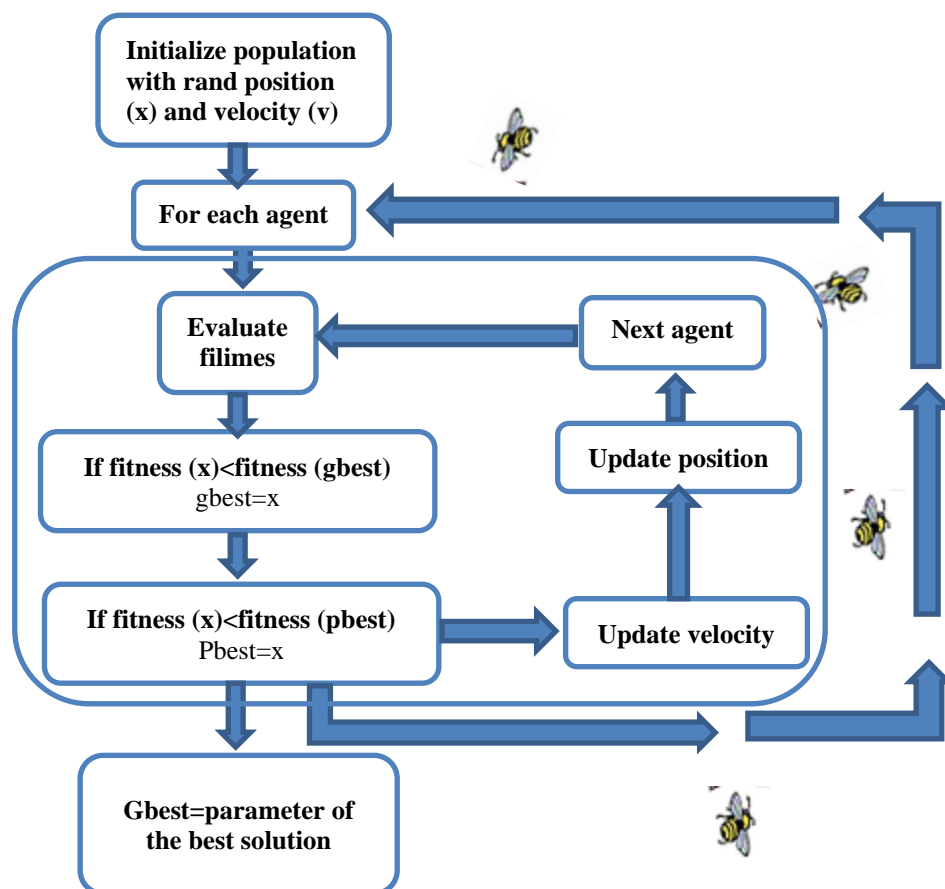 Initialize population
with rand position
(x) and velocity (v)
For each agent
Evaluate
filimes
Next agent
If fitness (x)<fitness (gbest)
gbest=x
Update position
If fitness (x)<fitness (pbest)
Pbest=x
Update velocity
Gbest=parameter of
the best solution